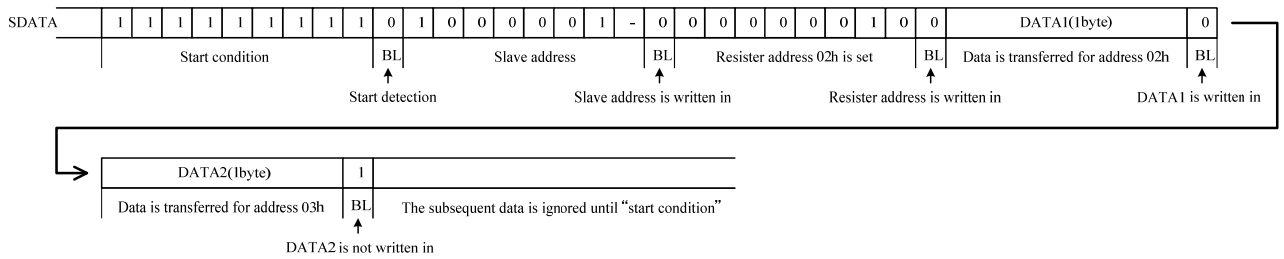 SDATA 1 1 1 1 1 1 1 1 1 0 1 0 0 0 0 0 1 - 0 0 0 0 0 0 0 1 0 0 DATA1(1byte) 0
Start condition BL Slave address BL Resister address 02h is set BL Data is transferred for address 02h BL
Start detection Slave address is written in Resister address is written in DATA1 is written in
DATA2(1byte) 1
Data is transferred for address 03h BL The subsequent data is ignored until “start condition”
DATA2 is not written in